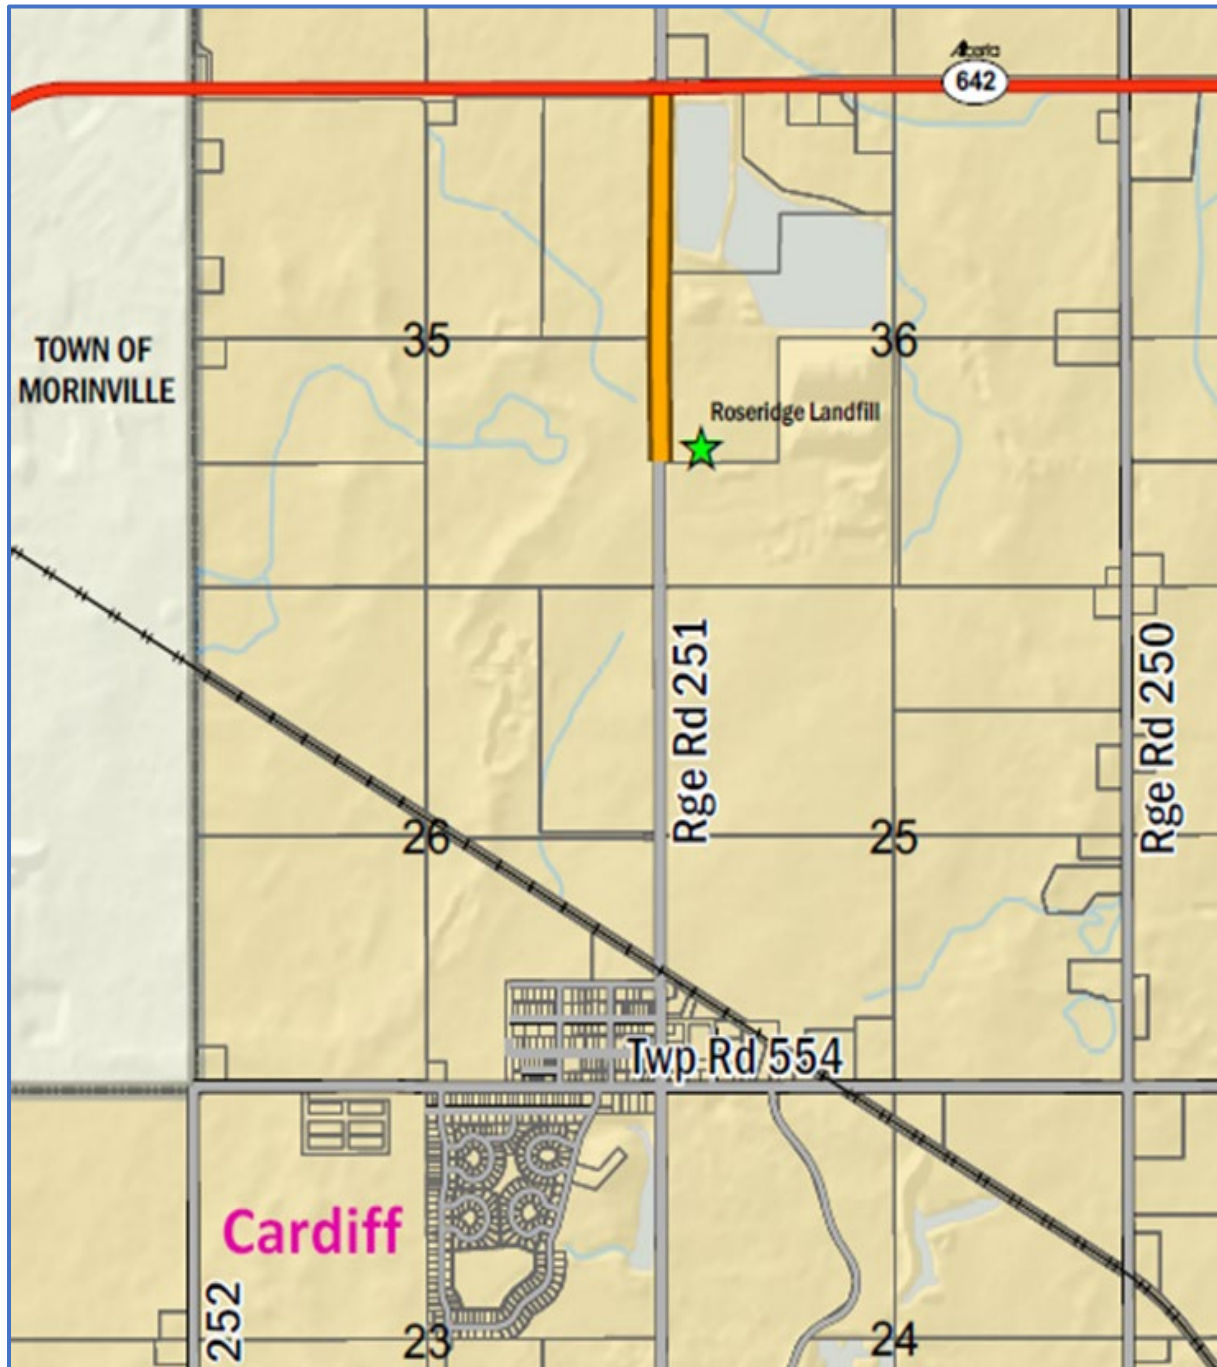 Alberta
642
35
36
TOWN OF
MORINVILLE
Roseridge Landfill
Rge Rd 251
Rge Rd 250
26
25
Twp Rd 554
Cardiff
252
23
24